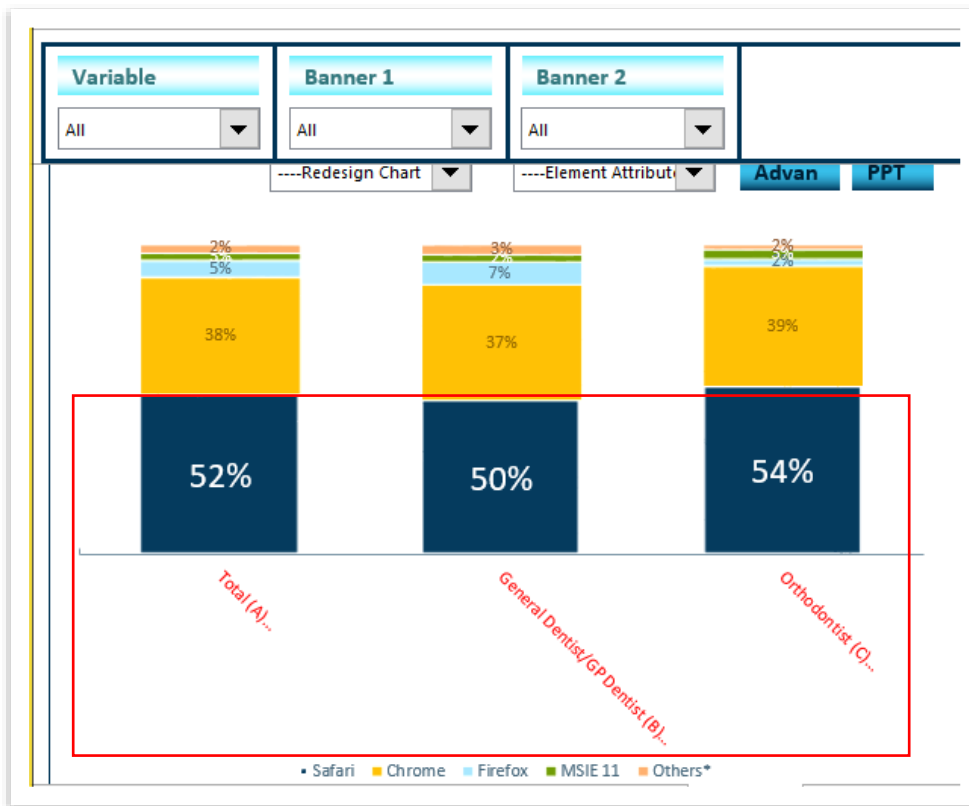 Variable Banner 1 Banner 2
All All All
----Redesign Chart ----Element Attribut Advan PPT
2% 3% 2%
5% 7% 2%
38% 37% 39%
52% 50% 54%
Total (A)...
General Dentist/GP Dentist (B)...
Orthodontist (C)...
Safari Chrome Firefox MSIE 11 Others*